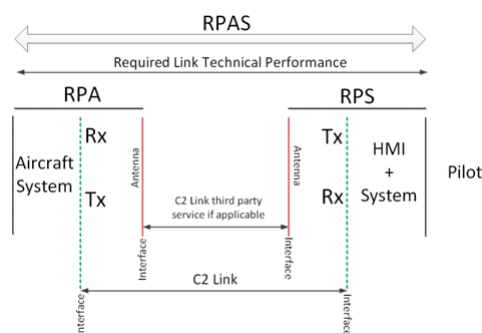 RPAS
Required Link Technical Performance
RPA
RPS
Rx
Tx
Aircraft
System
Antenna
Antenna
Tx
Rx
HMI
+
System
Pilot
C2 Link third party
service if applicable
Interface
Interface
C2 Link
nterface
Interface